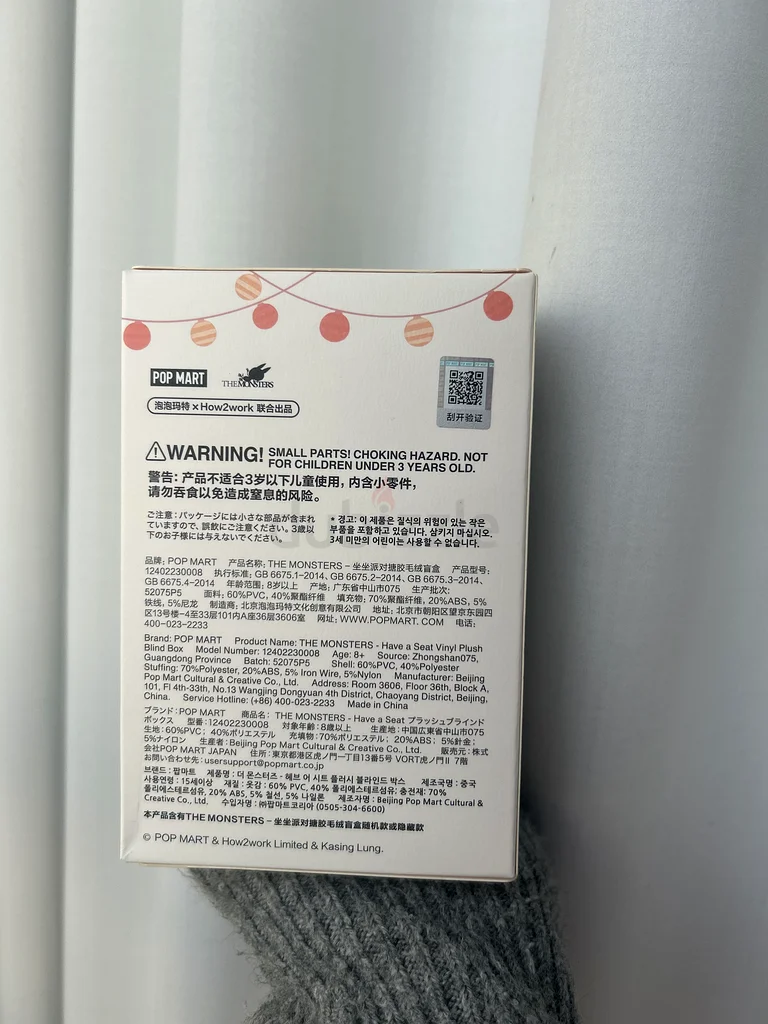 POP MART
THE MONSTERS
泡泡玛特 × How2work 联合出品
刮开验证
WARNING! SMALL PARTS! CHOKING HAZARD. NOT
FOR CHILDREN UNDER 3 YEARS OLD.
警告: 产品不适合3岁以下儿童使用，内含小零件，
请勿吞食以免造成窒息的风险。
ご注意: パッケージには小さな部品が含まれ
ていますので、誤飲にご注意ください。3歳以
下のお子様には与えないでください。
* 경고: 이 제품은 질식의 위험이 있는 작은
부품을 포함하고 있습니다. 삼키지 마십시오.
3세 미만의 어린이는 사용할 수 없습니다.
dubizzle
品牌: POP MART 产品名称: THE MONSTERS - 坐坐派对搪胶毛绒盲盒 产品型号:
12402230008 执行标准: GB 6675.1-2014、GB 6675.2-2014、GB 6675.3-2014、
GB 6675.4-2014 年龄范围: 8岁以上 产地: 广东省中山市075 生产批次:
52075P5 面料: 60%PVC, 40%聚酯纤维 填充物: 70%聚酯纤维, 20%ABS, 5%
铁线, 5%尼龙 制造商: 北京泡泡玛特文化创意有限公司 地址: 北京市朝阳区望京东园四
区13号楼-4至33层101内A座36层3606室 网址: WWW.POPMART.COM 电话:
400-023-2233
Brand: POP MART Product Name: THE MONSTERS - Have a Seat Vinyl Plush
Blind Box Model Number: 12402230008 Age: 8+ Source: Zhongshan075,
Guangdong Province Batch: 52075P5 Shell: 60%PVC, 40%Polyester
Stuffing: 70%Polyester, 20%ABS, 5% Iron Wire, 5%Nylon Manufacturer: Beijing
Pop Mart Cultural & Creative Co., Ltd. Address: Room 3606, Floor 36th, Block A,
101, Fl 4th-33th, No.13 Wangjing Dongyuan 4th District, Chaoyang District, Beijing,
China. Service Hotline: (+86) 400-023-2233 Made in China
ブランド: POP MART 商品名: THE MONSTERS - Have a Seat プラッシュブラインド
ボックス 型番: 12402230008 対象年齢: 8歳以上 生産地: 中国広東省中山市075
生地: 60%PVC; 40%ポリエステル 充填物: 70%ポリエステル; 20%ABS; 5%針金;
5%ナイロン 生産者: Beijing Pop Mart Cultural & Creative Co., Ltd. 販売元: 株式
会社POP MART JAPAN 住所: 東京都港区虎ノ門一丁目13番5号 VORT虎ノ門II 7階
お問い合わせ先: usersupport@popmart.co.jp
브랜드: 팝마트 제품명: 더 몬스터즈 - 헤브 어 시트 플러시 블라인드 박스 제조국명: 중국
사용연령: 15세이상 재질: 옷감: 60% PVC, 40% 폴리에스테르섬유; 충전재: 70%
폴리에스테르섬유, 20% ABS, 5% 철선, 5% 나일론 제조자명: Beijing Pop Mart Cultural &
Creative Co., Ltd. 수입자명: ㈜팝마트코리아 (0505-304-6600)
本产品含有THE MONSTERS - 坐坐派对搪胶毛绒盲盒随机款或隐藏款
© POP MART & How2work Limited & Kasing Lung.